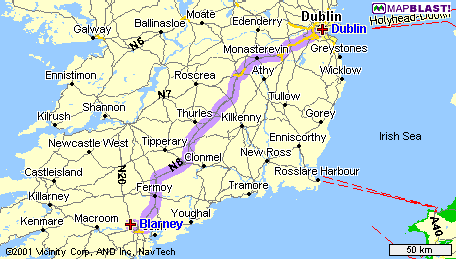 MAPBLAST!
Moate
Edenderry
Dublin
Dublin
Holyhead-Dublin
Ballinasloe
Galway
N6
Monasterevin
Greystones
Athy
Wicklow
Ennistimon
Roscrea
Shannon
N7
Tullow
Kilrush
Thurles
Kilkenny
Gorey
Newcastle West
Tipperary
Enniscorthy
Irish Sea
N8
Clonmel
New Ross
Castleisland
N20
Rosslare Harbour
Killarney
Fermoy
Tramore
Kenmare
Macroom
Youghal
Blarney
A40
©2001 Vicinity Corp, AND Inc, NavTech
50 km